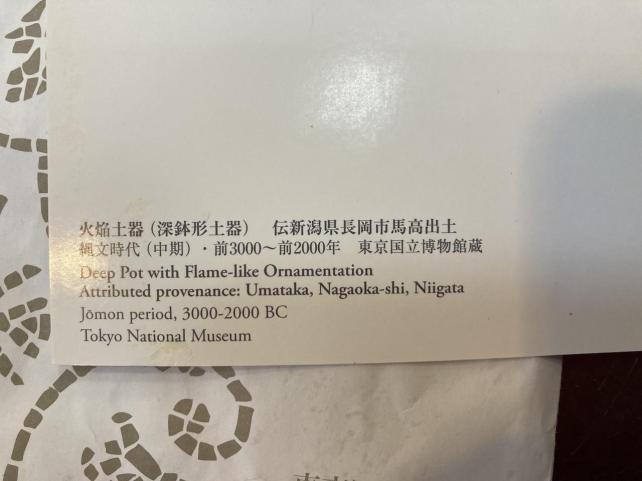 火焔土器（深鉢形土器）　伝新潟県長岡市馬高出土
縄文時代（中期）・前3000～前2000年　東京国立博物館蔵
Deep Pot with Flame-like Ornamentation
Attributed provenance: Umataka, Nagaoka-shi, Niigata
Jōmon period, 3000-2000 BC
Tokyo National Museum